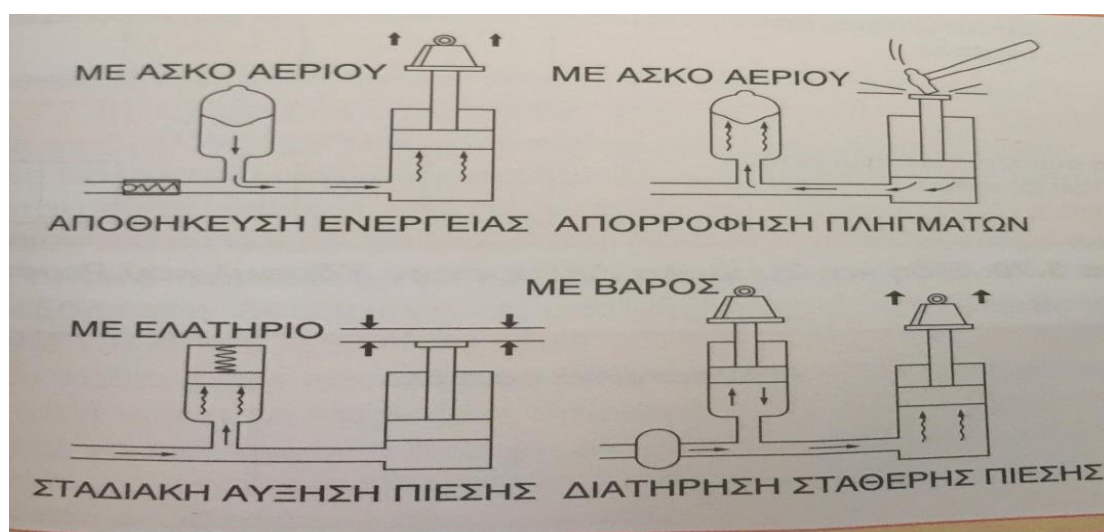 ΜΕ ΑΣΚΟ ΑΕΡΙΟΥ
ΑΠΟΘΗΚΕΥΣΗ ΕΝΕΡΓΕΙΑΣ
ΜΕ ΑΣΚΟ ΑΕΡΙΟΥ
ΑΠΟΡΡΟΦΗΣΗ ΠΛΗΓΜΑΤΩΝ
ΜΕ ΕΛΑΤΗΡΙΟ
ΣΤΑΔΙΑΚΗ ΑΥΞΗΣΗ ΠΙΕΣΗΣ
ΜΕ ΒΑΡΟΣ
ΔΙΑΤΗΡΗΣΗ ΣΤΑΘΕΡΗΣ ΠΙΕΣΗΣ